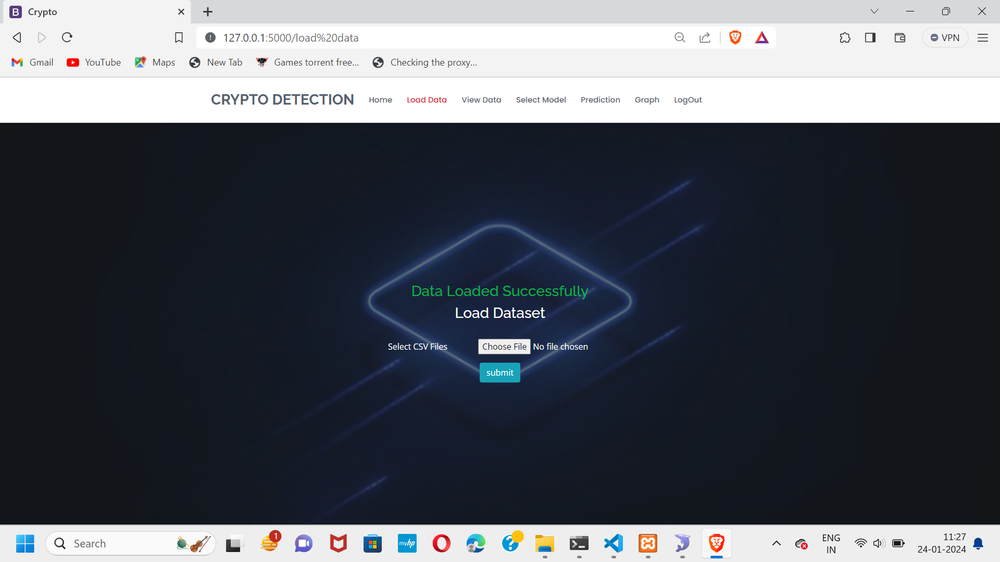 Crypto
127.0.0.1:5000/load%20data
VPN
Gmail YouTube Maps New Tab Games torrent free... Checking the proxy...
CRYPTO DETECTION Home Load Data View Data Select Model Prediction Graph LogOut
Data Loaded Successfully
Load Dataset
Select CSV Files Choose File No file chosen
submit
Search
1
myhp
ENG
IN
11:27
24-01-2024